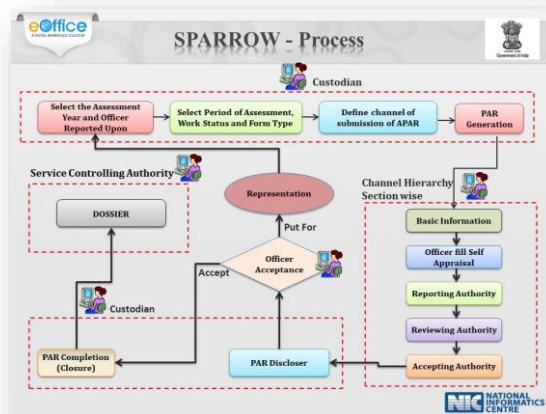 eOffice
A DIGITAL WORKPLACE SOLUTION
SPARROW - Process
Government of India
Custodian
Select the Assessment
Year and Officer
Reported Upon
Select Period of Assessment,
Work Status and Form Type
Define channel of
submission of APAR
PAR
Generation
Service Controlling Authority
Channel Hierarchy
Section wise
Representation
DOSSIER
Basic Information
Put For
Officer fill Self
Appraisal
Officer
Acceptance
Accept
Reporting Authority
Custodian
Reviewing Authority
PAR Completion
(Closure)
PAR Discloser
Accepting Authority
NIC NATIONAL
INFORMATICS
CENTRE